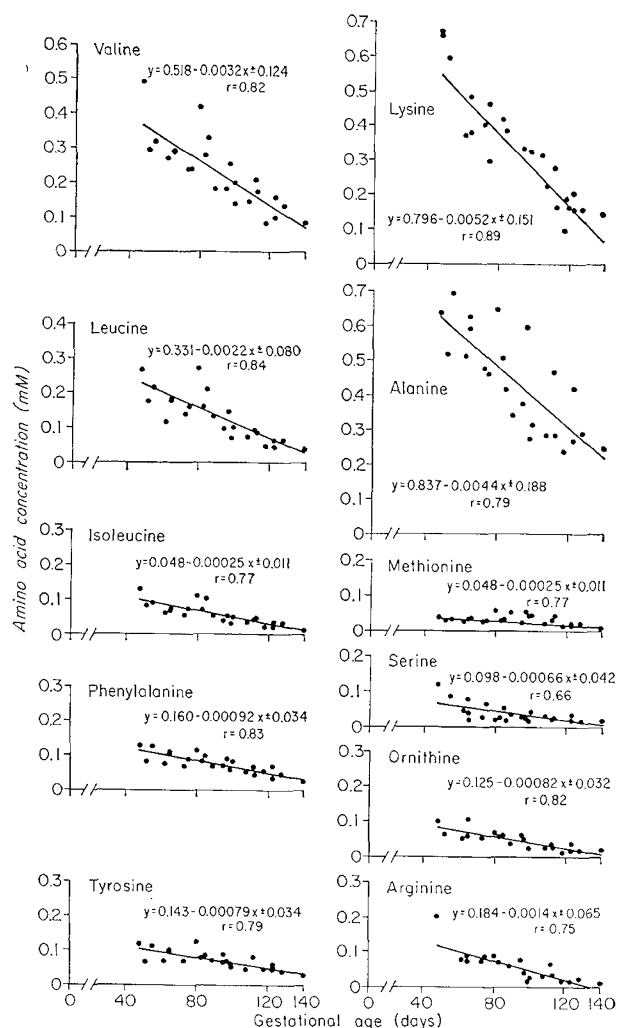 Amino acid concentration (mM)
Valine
y=0.518-0.0032x±0.124
r=0.82
0.6
0.5
0.4
0.3
0.2
0.1
0
Lysine
y=0.796-0.0052x±0.151
r=0.89
0.7
0.6
0.5
0.4
0.3
0.2
0.1
0
Leucine
y=0.331-0.0022x±0.080
r=0.84
0.4
0.3
0.2
0.1
0
Alanine
y=0.837-0.0044x±0.188
r=0.79
0.7
0.6
0.5
0.4
0.3
0.2
0.1
0
Isoleucine
y=0.048-0.00025x±0.011
r=0.77
0.3
0.2
0.1
0
Methionine
y=0.048-0.00025x±0.011
r=0.77
0.1
0
Serine
y=0.098-0.00066x±0.042
r=0.66
0.2
0.1
0
Phenylalanine
y=0.160-0.00092x±0.034
r=0.83
0.3
0.2
0.1
0
Ornithine
y=0.125-0.00082x±0.032
r=0.82
0.2
0.1
0
Tyrosine
y=0.143-0.00079x±0.034
r=0.79
0.3
0.2
0.1
0
0 40 80 120 140
Arginine
y=0.184-0.0014x±0.065
r=0.75
0.3
0.2
0.1
0
0 40 80 120 140
Gestational age (days)